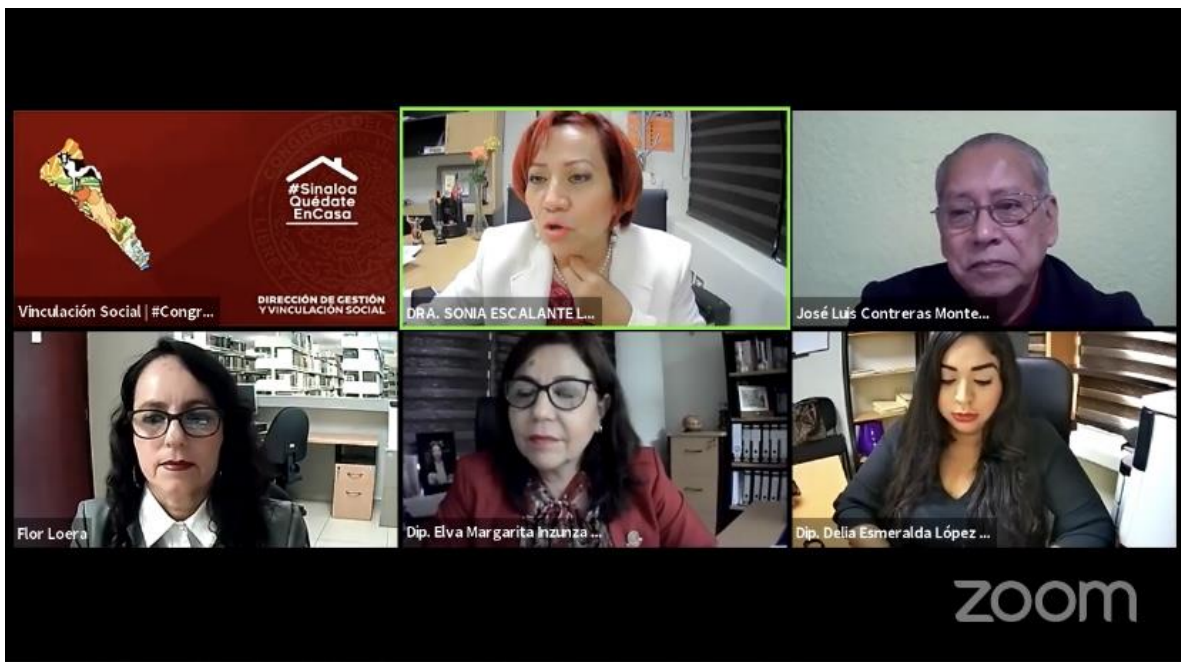 #Sinaloa
Quédate
EnCasa
DIRECCIÓN DE GESTIÓN
Y VINCULACIÓN SOCIAL
Vinculación Social | #Congr...
DRA. SONIA ESCALANTE L...
José Luis Contreras Monte...
Flor Loera
Dip. Elva Margarita Inzunza ...
Dip. Delia Esmeralda López ...
zoom